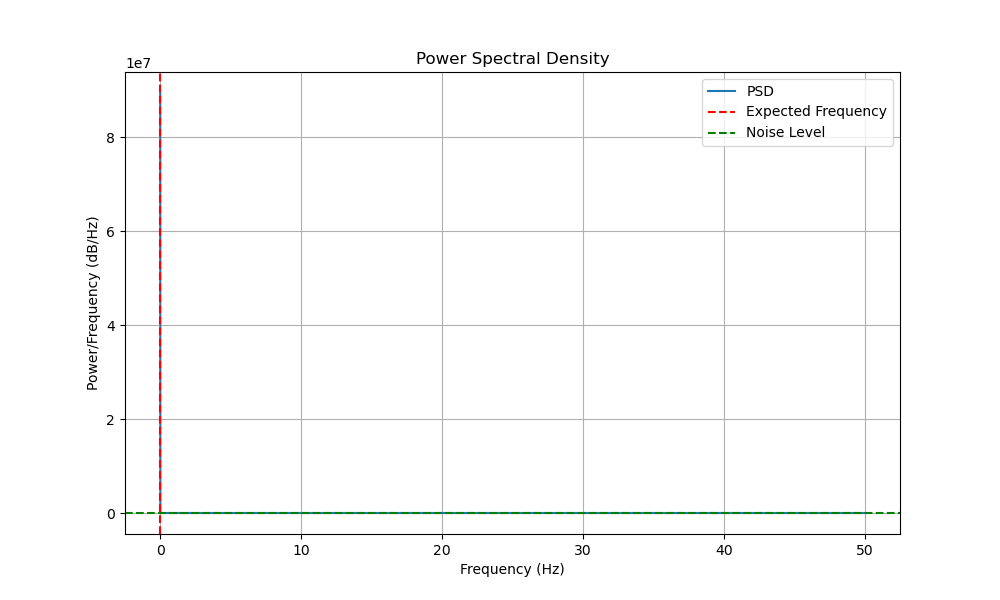 Power Spectral Density
1e7
PSD
Expected Frequency
Noise Level
Power/Frequency (dB/Hz)
8
6
4
2
0
0 10 20 30 40 50
Frequency (Hz)